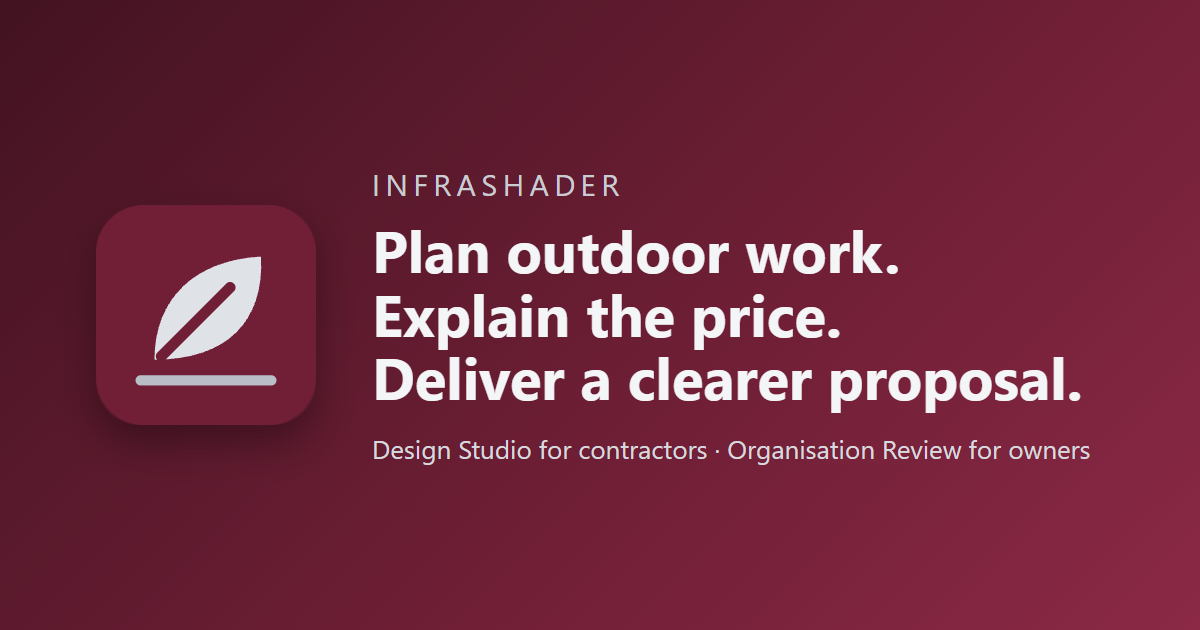 INFRASHADER
Plan outdoor work.
Explain the price.
Deliver a clearer proposal.
Design Studio for contractors · Organisation Review for owners